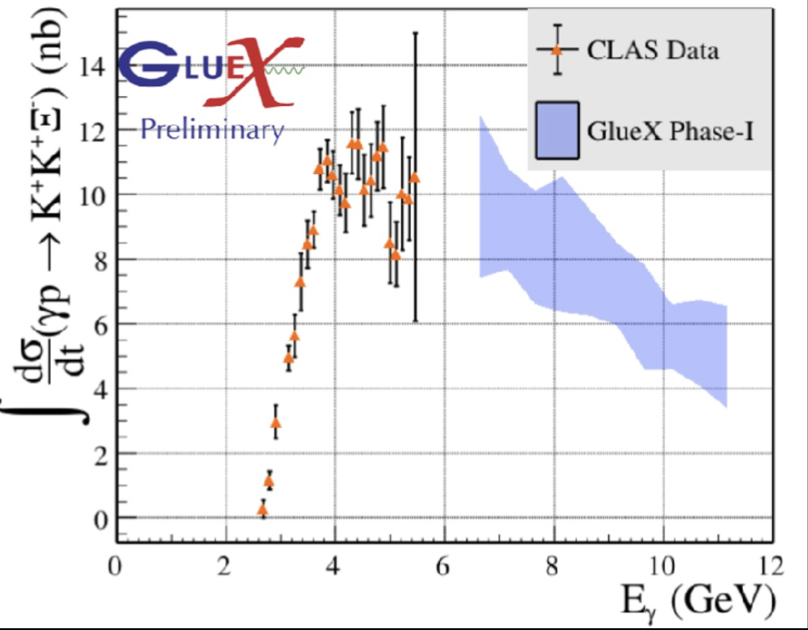 ∫ dσ/dt (γp → K⁺K⁺Ξ⁻) (nb)
14
12
10
8
6
4
2
0
GLUEX
Preliminary
CLAS Data
GlueX Phase-I
0 2 4 6 8 10 12
Eγ (GeV)